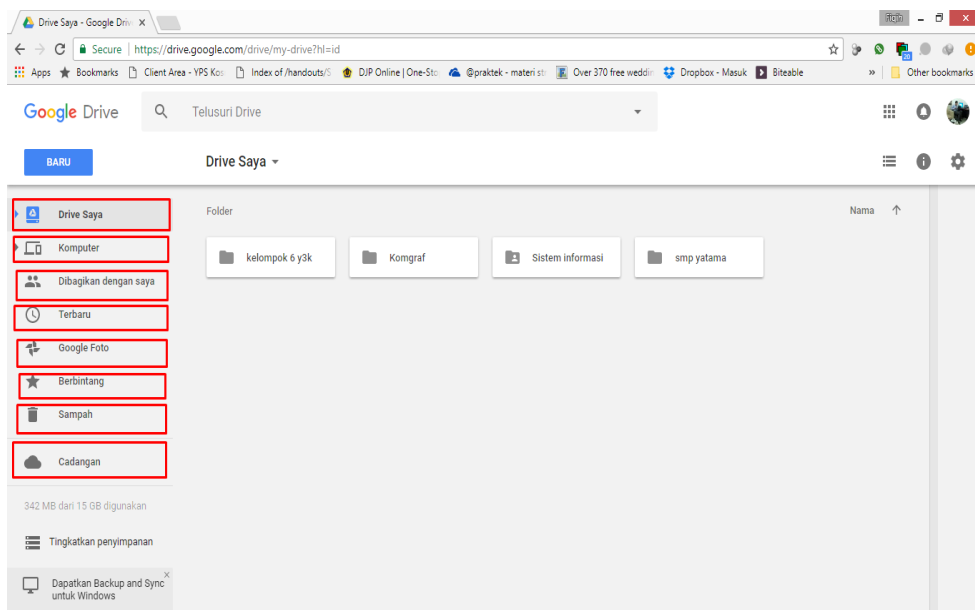 Drive Saya - Google Driv
Secure | https://drive.google.com/drive/my-drive?hl=id
Apps Bookmarks Client Area - YPS Kos Index of /handouts/S DJP Online | One-Sto @praktek - materi st Over 370 free weddin Dropbox - Masuk Biteable » Other bookmarks
Google Drive Telusuri Drive
BARU Drive Saya
Drive Saya
Folder Nama
Komputer
kelompok 6 y3k Komgraf Sistem informasi smp yatama
Dibagikan dengan saya
Terbaru
Google Foto
Berbintang
Sampah
Cadangan
342 MB dari 15 GB digunakan
Tingkatkan penyimpanan
Dapatkan Backup and Sync
untuk Windows